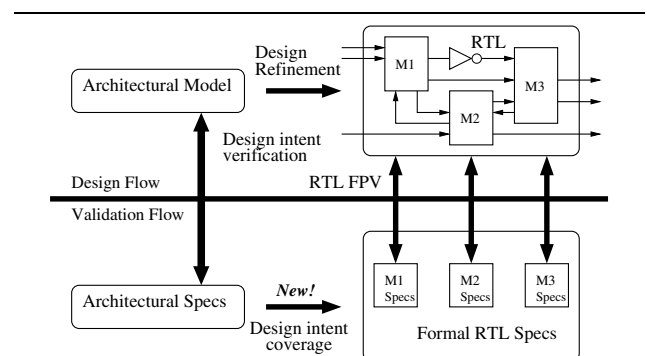 Design
Refinement
RTL
M1
M3
M2
Architectural Model
Design intent
verification
Design Flow
RTL FPV
Validation Flow
Architectural Specs
New!
Design intent
coverage
M1
Specs
M2
Specs
M3
Specs
Formal RTL Specs